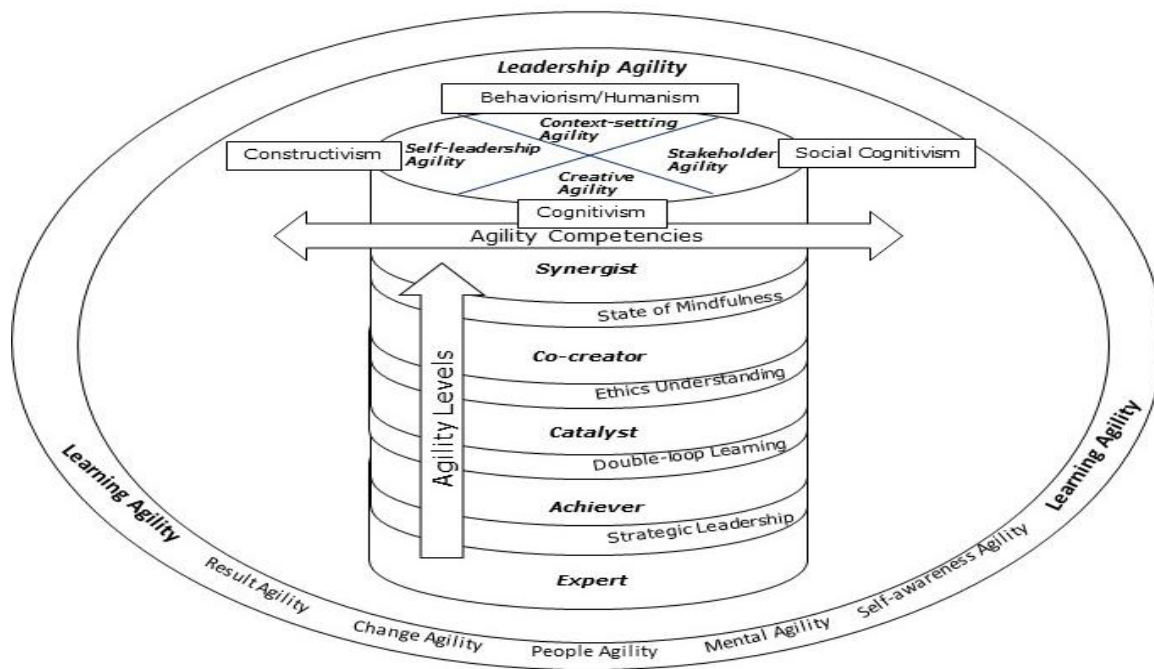 Leadership Agility
Behaviorism/Humanism
Context-setting
Agility
Constructivism
Self-leadership
Agility
Stakeholder
Agility
Social Cognitivism
Creative
Agility
Cognitivism
Agility Competencies
Synergist
State of Mindfulness
Co-creator
Ethics Understanding
Catalyst
Double-loop Learning
Achiever
Strategic Leadership
Expert
Agility Levels
Learning Agility
Learning Agility
Result Agility
Change Agility
People Agility
Mental Agility
Self-awareness Agility